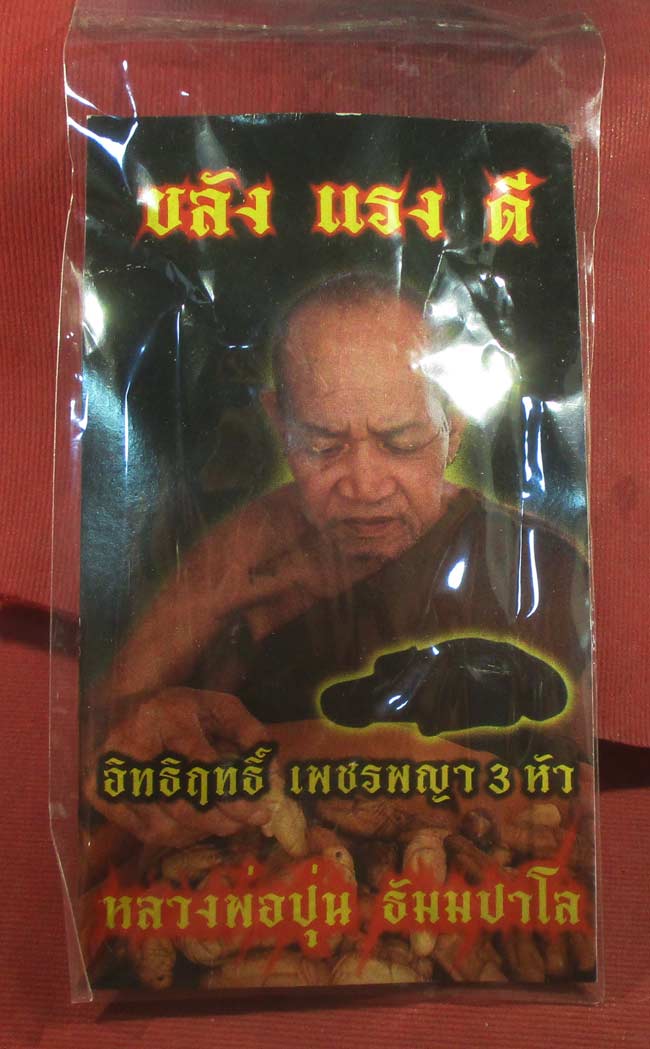 ขลัง แรง ดี
อิทธิฤทธิ์ เพชรพญา 3 หัว
หลวงพ่อปุ่น ธัมมปาโล